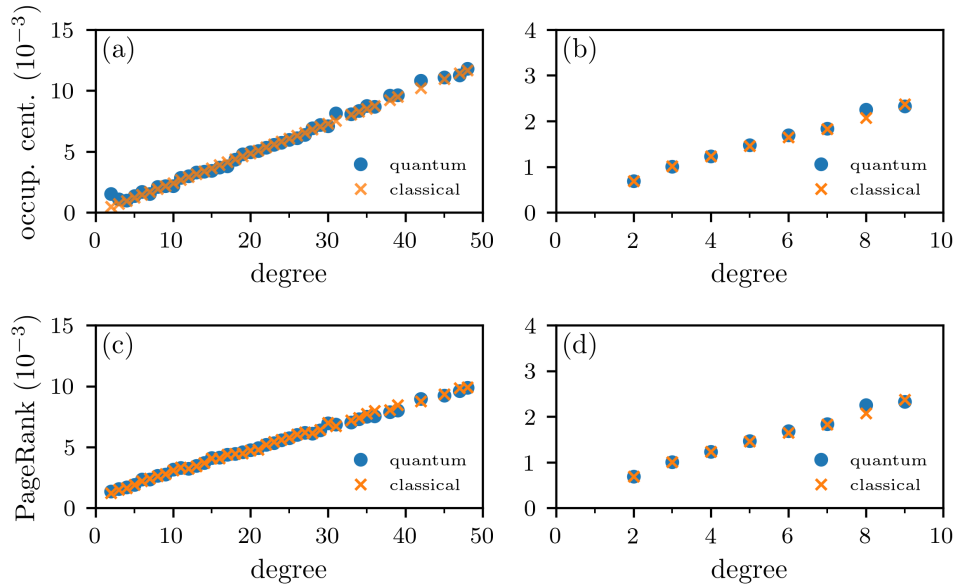 occup. cent. (10⁻³)
15
10
5
0
(a)
quantum
classical
0 10 20 30 40 50
degree
4
3
2
1
0
(b)
quantum
classical
0 2 4 6 8 10
degree
PageRank (10⁻³)
15
10
5
0
(c)
quantum
classical
0 10 20 30 40 50
degree
4
3
2
1
0
(d)
quantum
classical
0 2 4 6 8 10
degree